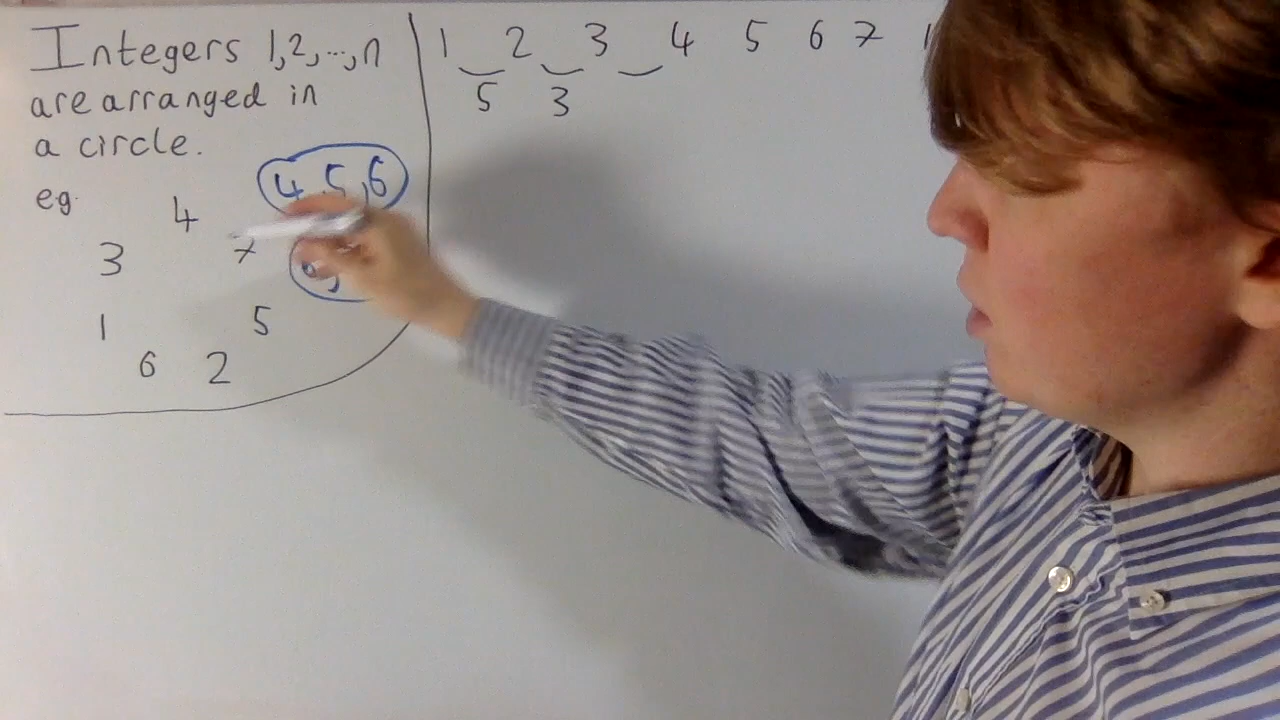 Integers 1,2,...,n
are arranged in
a circle.
eg.
4,5,6
4
3
7
1
5
6 2
1 2 3 4 5 6 7
5 3